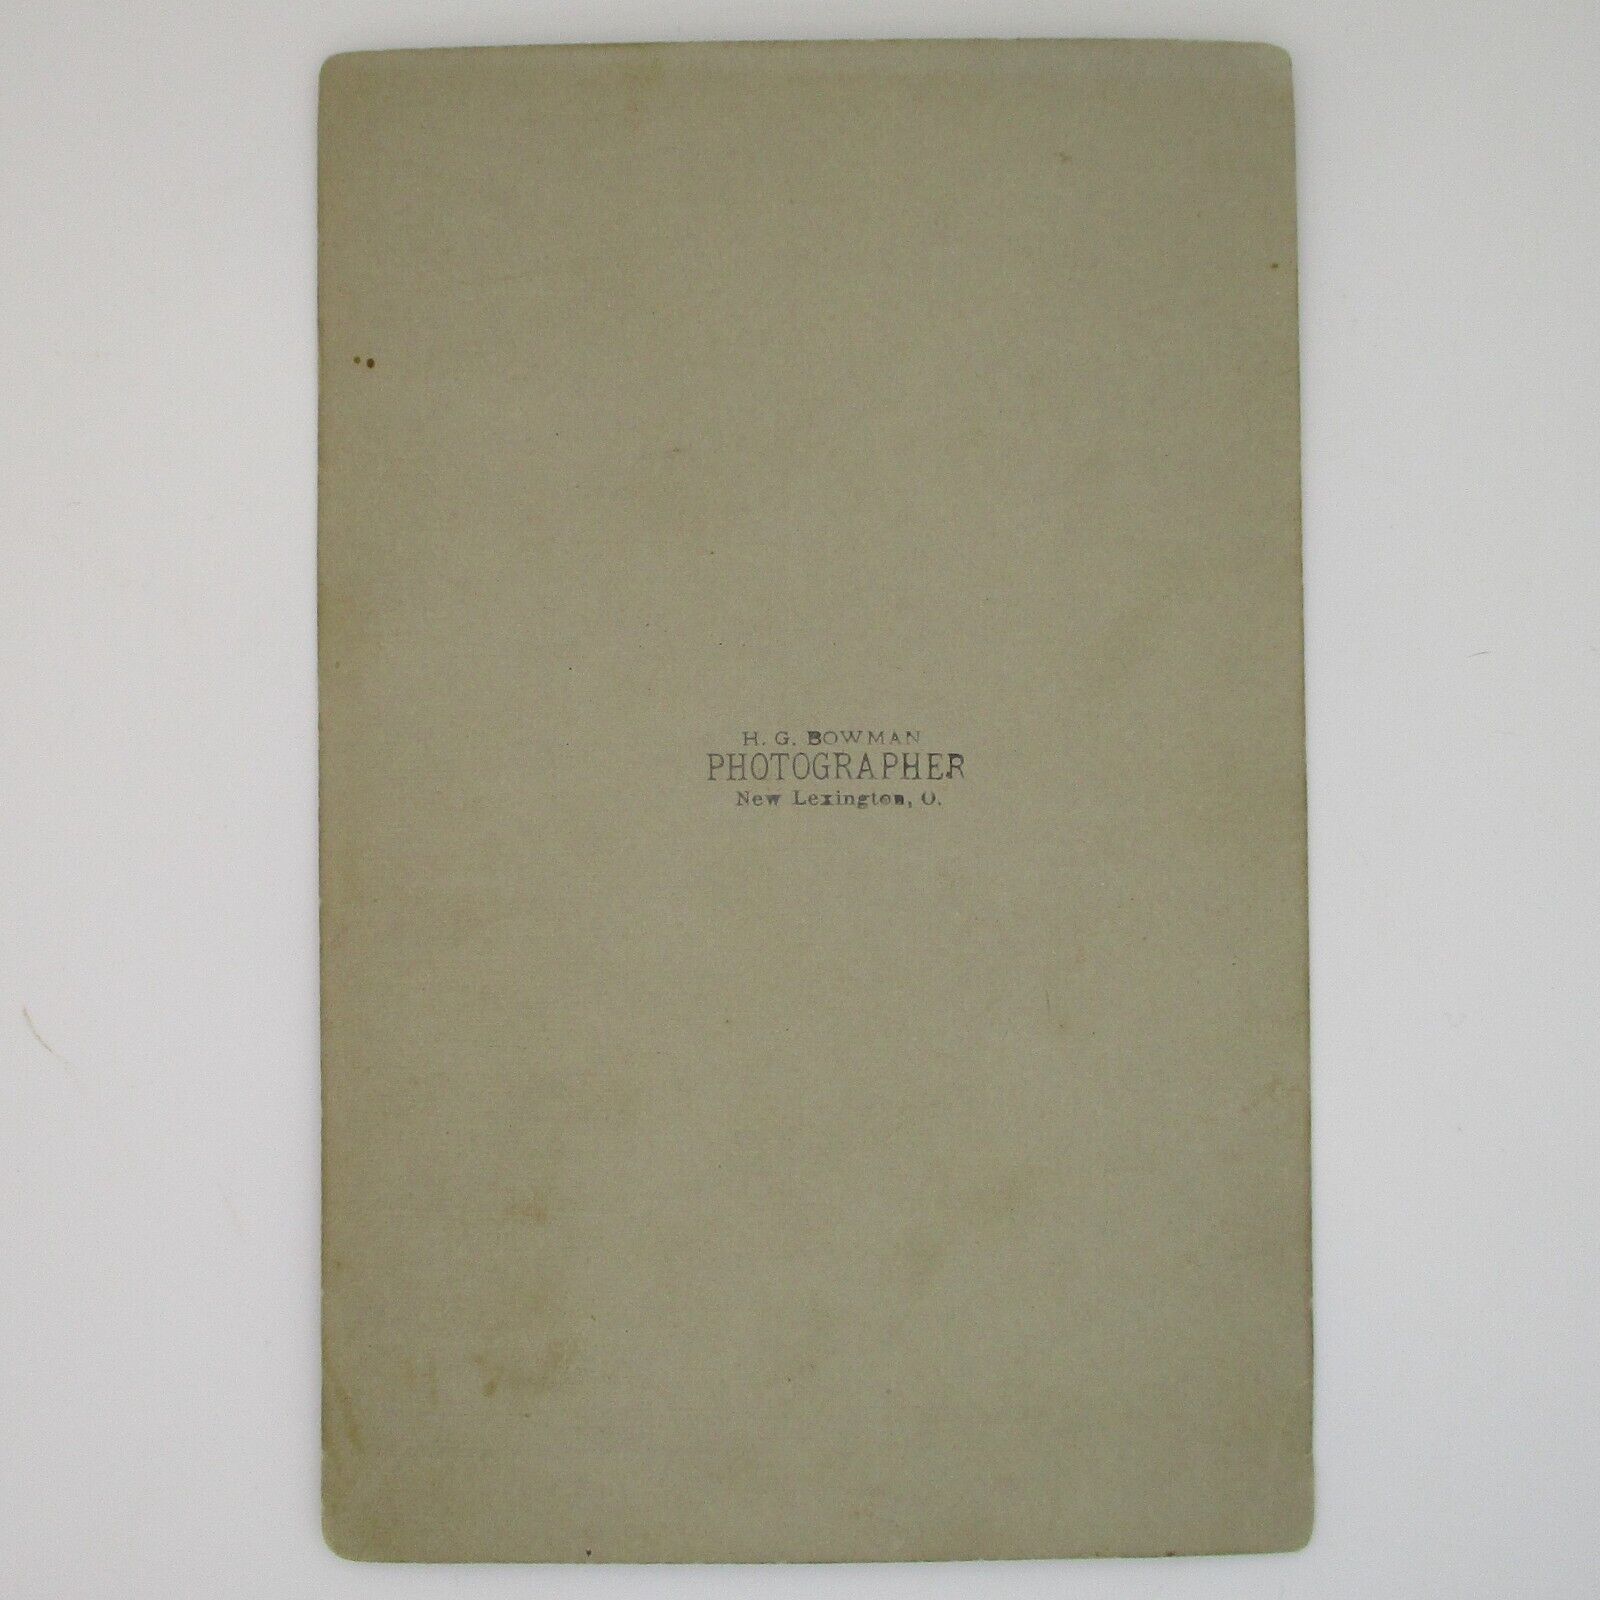 H. G. BOWMAN
PHOTOGRAPHER
New Lexington, O.